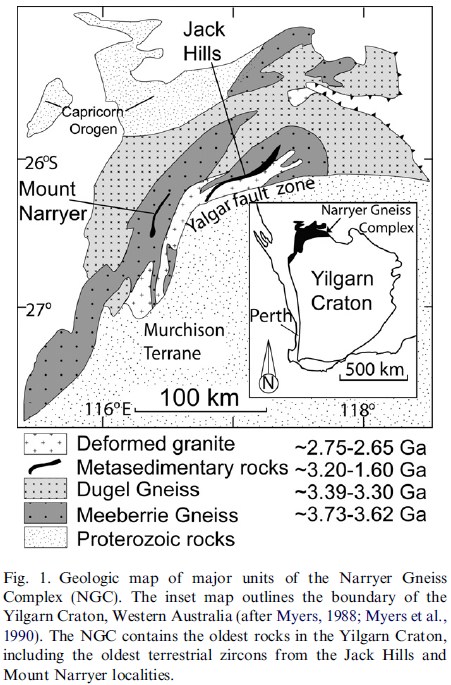 Jack
Hills
Capricorn
Orogen
26°S
Mount
Narryer
Yalgar fault zone
Narryer Gneiss
Complex
Yilgarn
Craton
27°
Perth
Murchison
Terrane
500 km
N
100 km
116°E
118°
Deformed granite ~2.75-2.65 Ga
Metasedimentary rocks ~3.20-1.60 Ga
Dugel Gneiss ~3.39-3.30 Ga
Meeberrie Gneiss ~3.73-3.62 Ga
Proterozoic rocks
Fig. 1. Geologic map of major units of the Narryer Gneiss
Complex (NGC). The inset map outlines the boundary of the
Yilgarn Craton, Western Australia (after Myers, 1988; Myers et al.,
1990). The NGC contains the oldest rocks in the Yilgarn Craton,
including the oldest terrestrial zircons from the Jack Hills and
Mount Narryer localities.